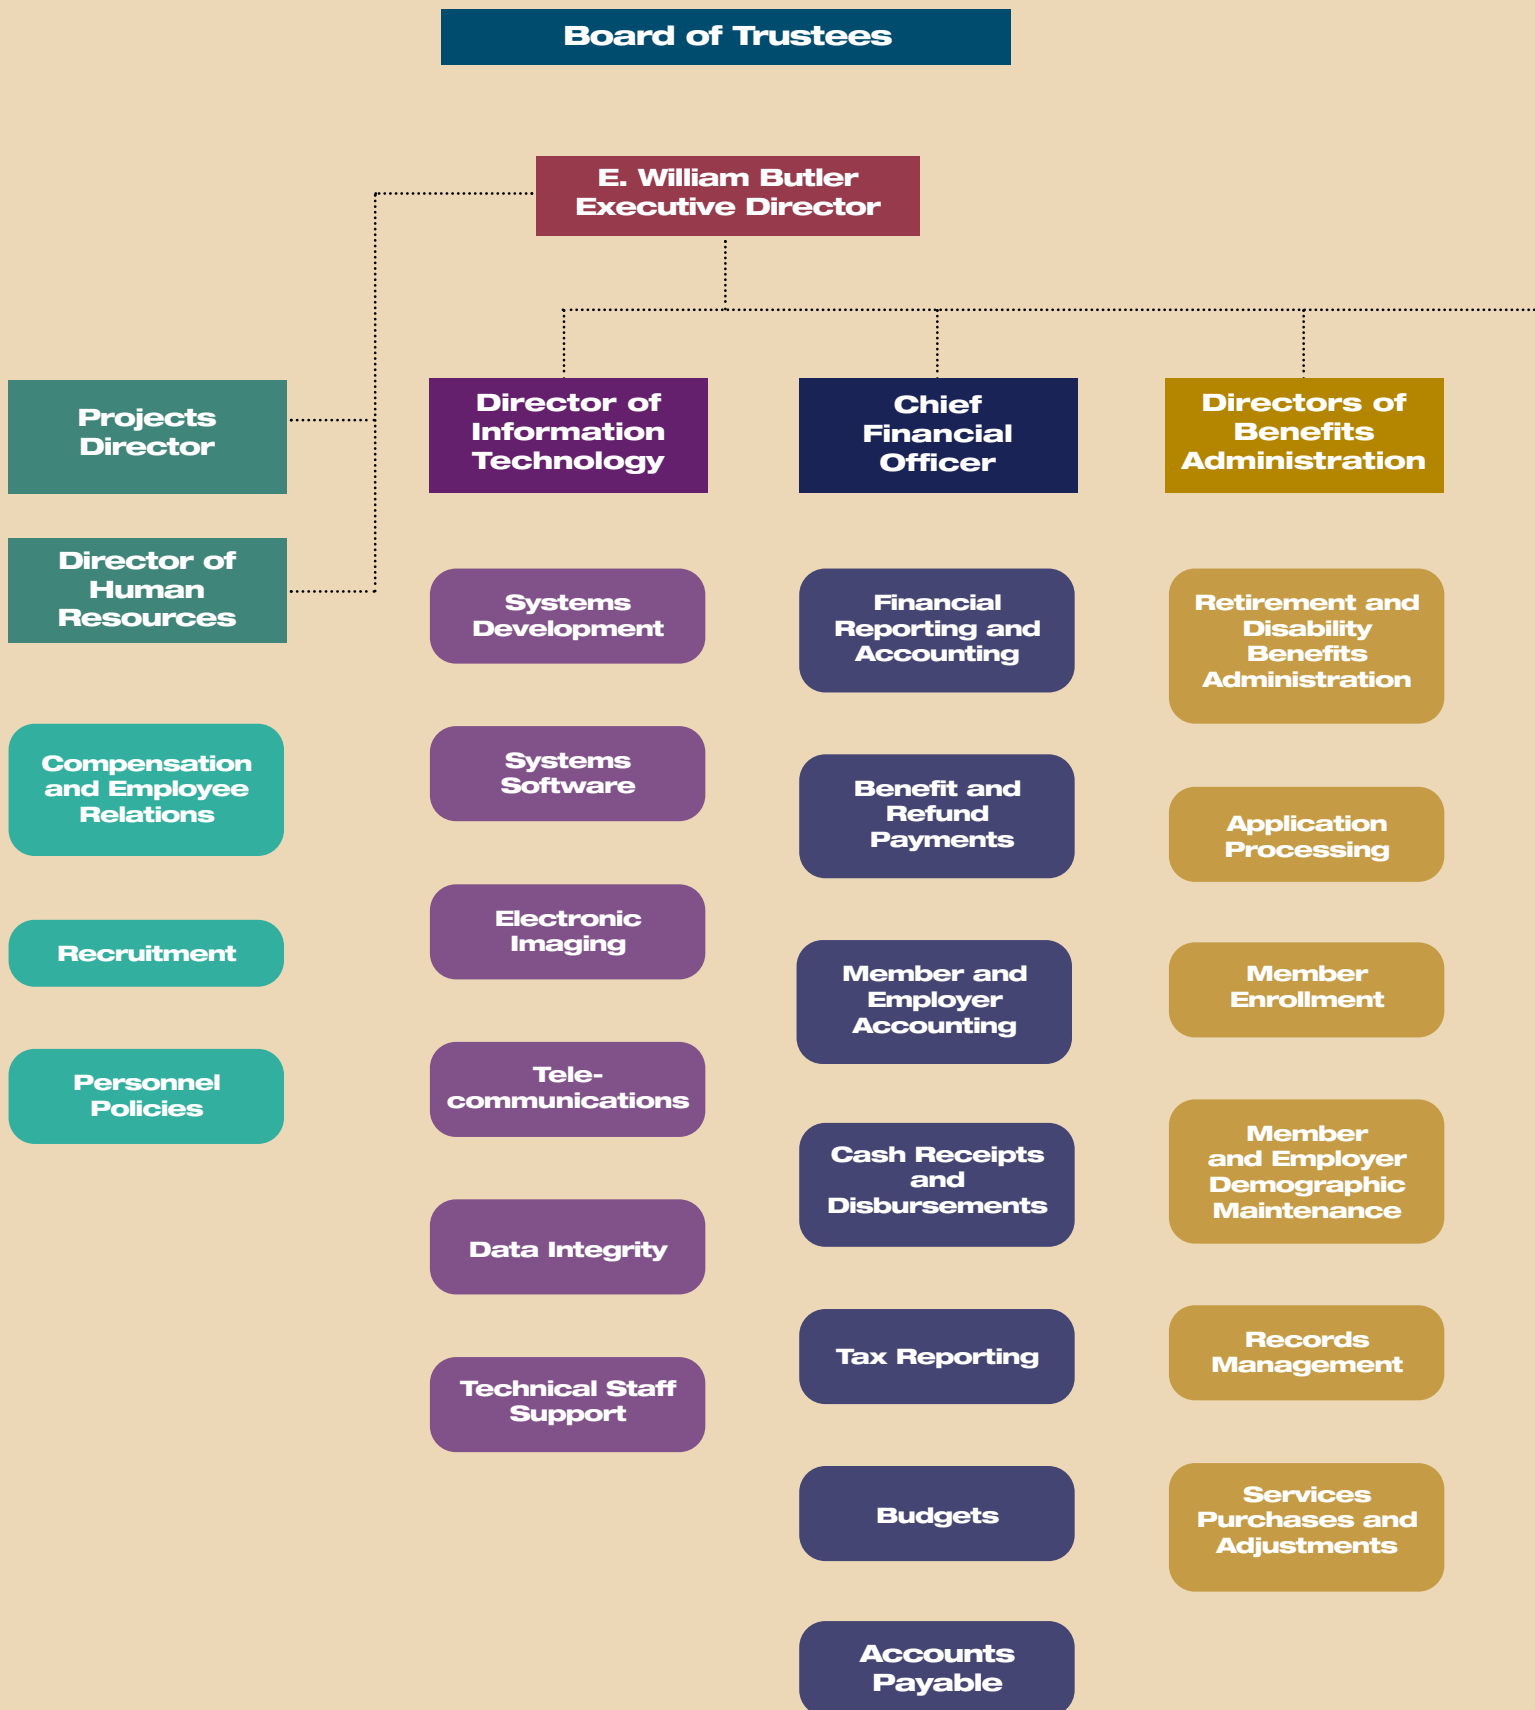 Board of Trustees
E. William Butler
Executive Director
Projects
Director
Director of
Human
Resources
Compensation
and Employee
Relations
Recruitment
Personnel
Policies
Director of
Information
Technology
Systems
Development
Systems
Software
Electronic
Imaging
Tele-
communications
Data Integrity
Technical Staff
Support
Chief
Financial
Officer
Financial
Reporting and
Accounting
Benefit and
Refund
Payments
Member and
Employer
Accounting
Cash Receipts
and
Disbursements
Tax Reporting
Budgets
Accounts
Payable
Directors of
Benefits
Administration
Retirement and
Disability
Benefits
Administration
Application
Processing
Member
Enrollment
Member
and Employer
Demographic
Maintenance
Records
Management
Services
Purchases and
Adjustments